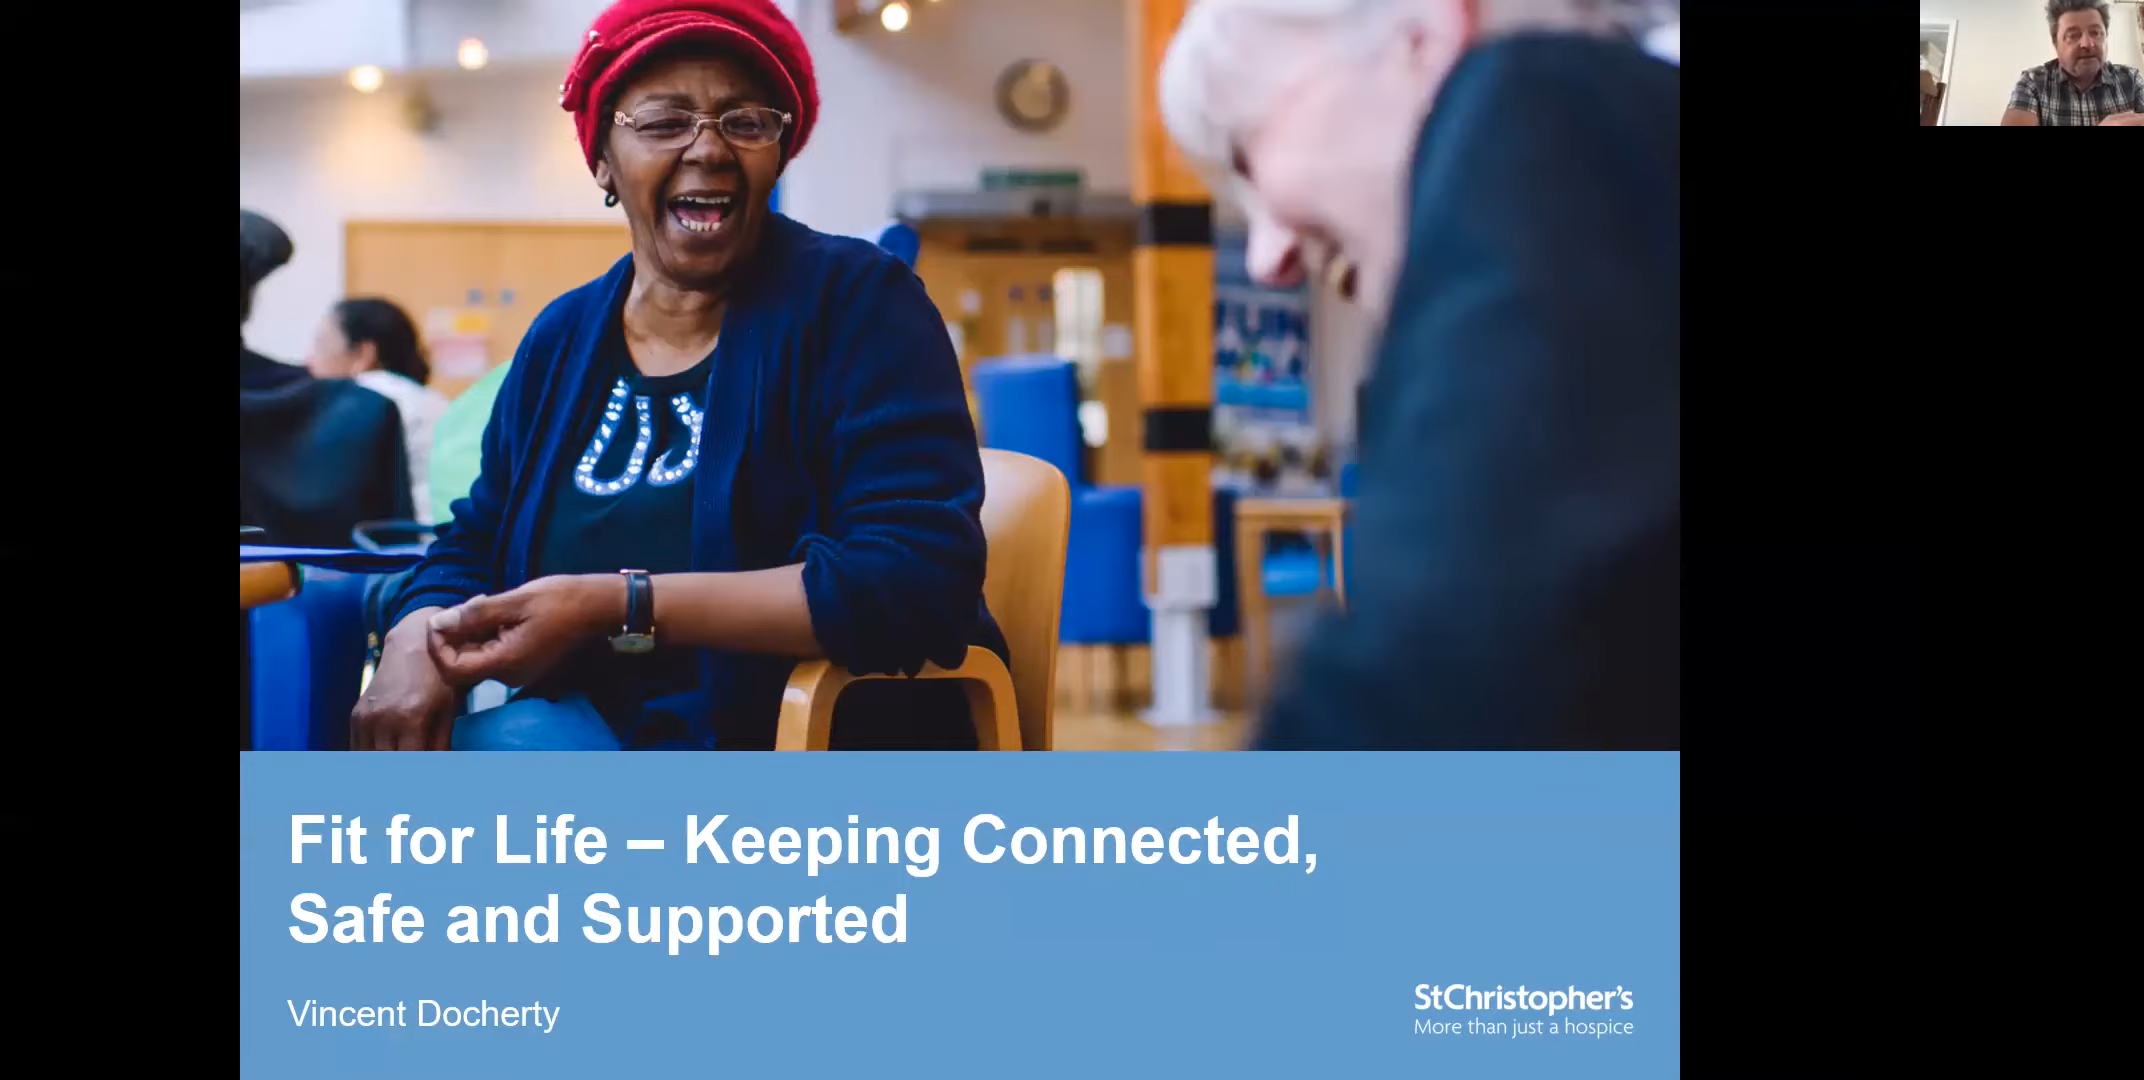 Fit for Life – Keeping Connected,
Safe and Supported
Vincent Docherty
StChristopher's
More than just a hospice